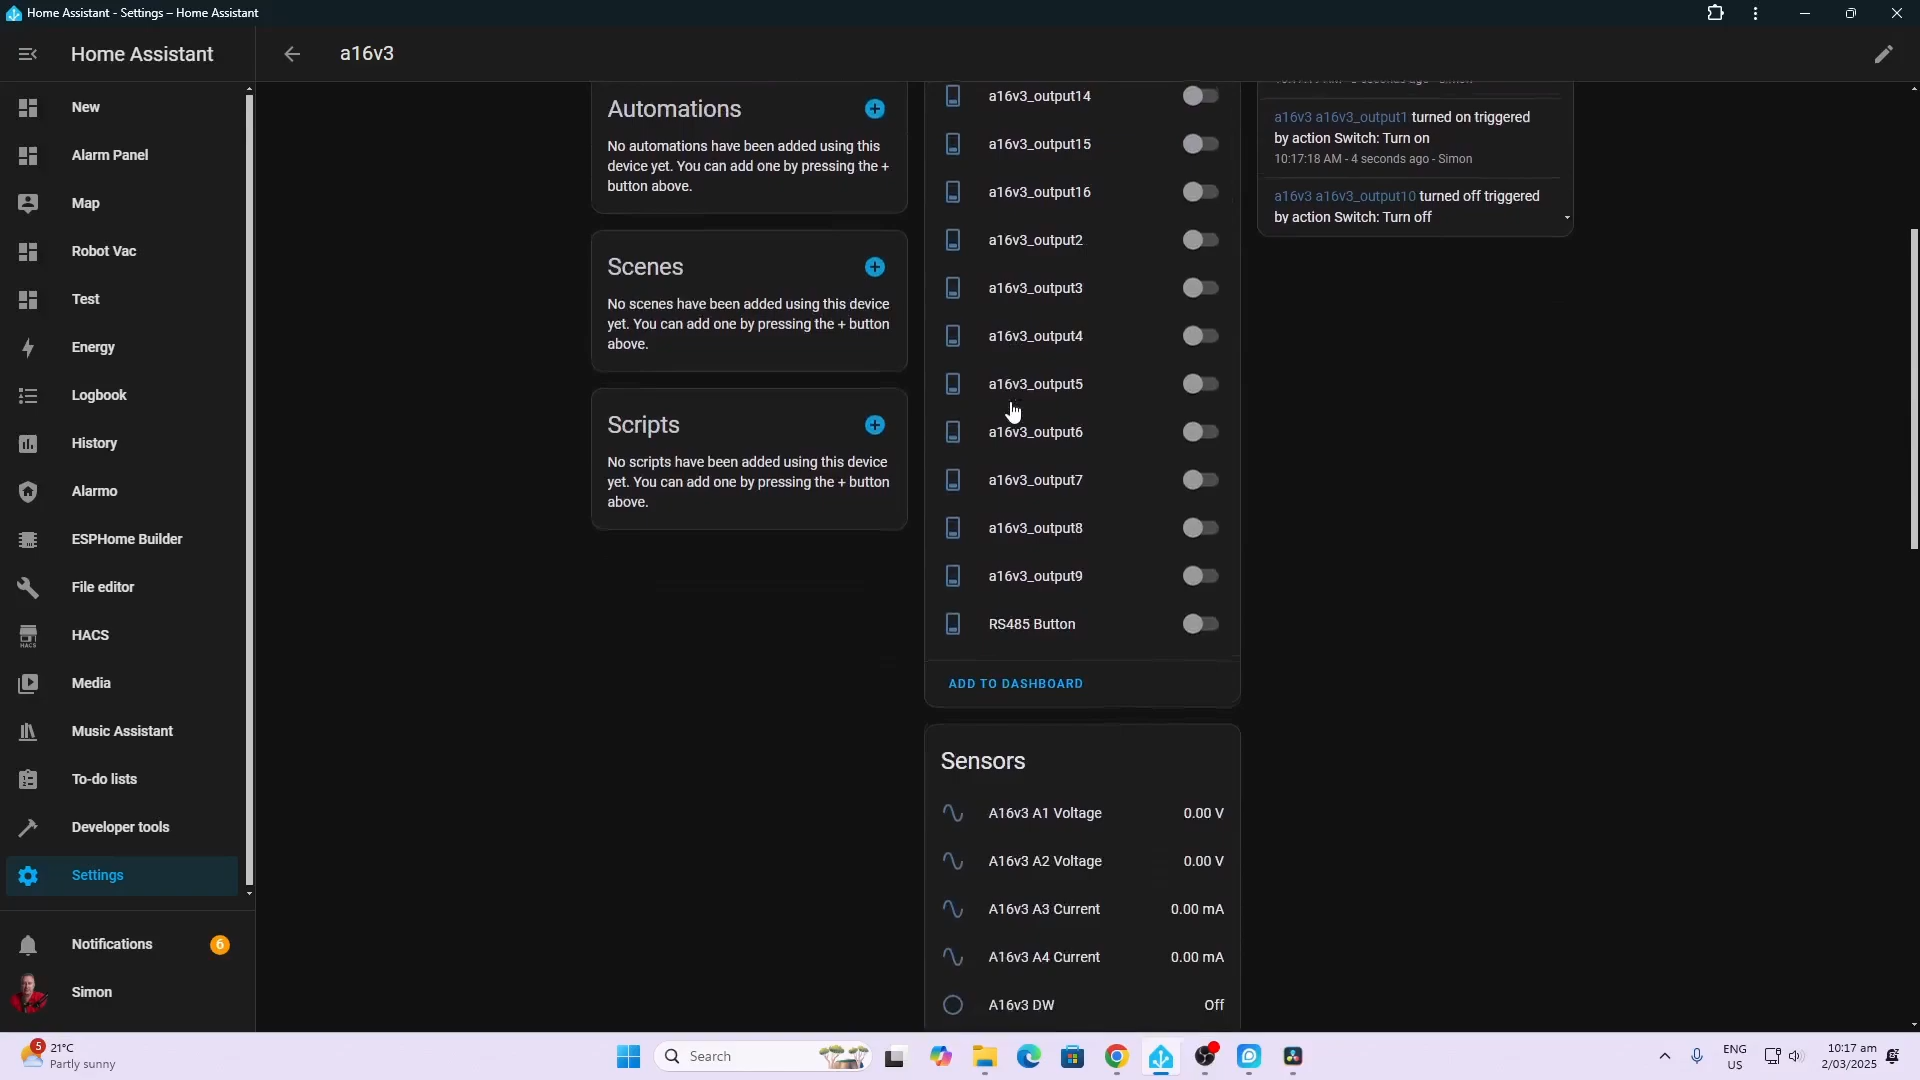 Home Assistant - Settings – Home Assistant
Home Assistant
a16v3
New
Alarm Panel
Map
Robot Vac
Test
Energy
Logbook
History
Alarmo
ESPHome Builder
File editor
HACS
HACS
Media
Music Assistant
To-do lists
Developer tools
Settings
Notifications
6
Simon
Automations
No automations have been added using this
device yet. You can add one by pressing the +
button above.
Scenes
No scenes have been added using this device
yet. You can add one by pressing the + button
above.
Scripts
No scripts have been added using this device
yet. You can add one by pressing the + button
above.
a16v3_output14
a16v3_output15
a16v3_output16
a16v3_output2
a16v3_output3
a16v3_output4
a16v3_output5
a16v3_output6
a16v3_output7
a16v3_output8
a16v3_output9
RS485 Button
ADD TO DASHBOARD
Sensors
A16v3 A1 Voltage 0.00 V
A16v3 A2 Voltage 0.00 V
A16v3 A3 Current 0.00 mA
A16v3 A4 Current 0.00 mA
A16v3 DW Off
a16v3 a16v3_output1 turned on triggered
by action Switch: Turn on
10:17:18 AM - 4 seconds ago - Simon
a16v3 a16v3_output10 turned off triggered
by action Switch: Turn off
5
21°C
Partly sunny
Search
ENG
US
10:17 am
2/03/2025